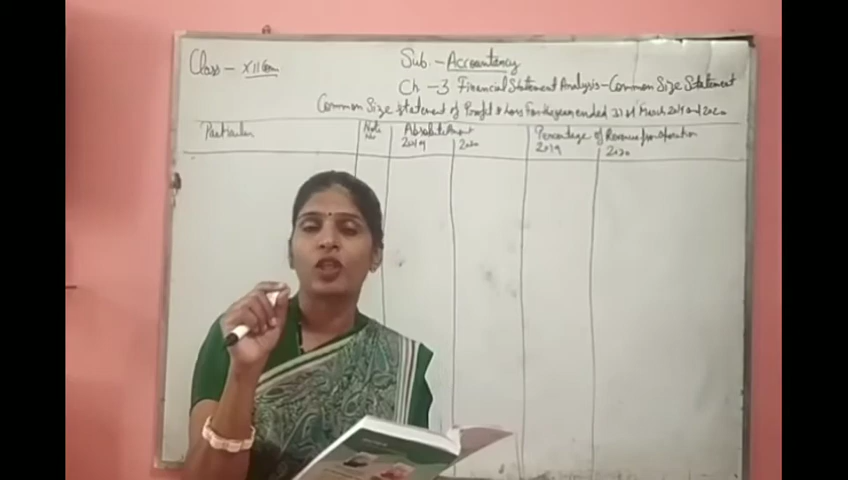 Class - XII Com
Sub. - Accountancy
Ch - 3 Financial Statement Analysis - Common Size Statement
Common Size statement of Profit & Loss For the year ended 31st March 2019 and 2020
Particulars
Note No
Absolute Amount
Percentage of Revenue from operation
2019 2020 2019 2020